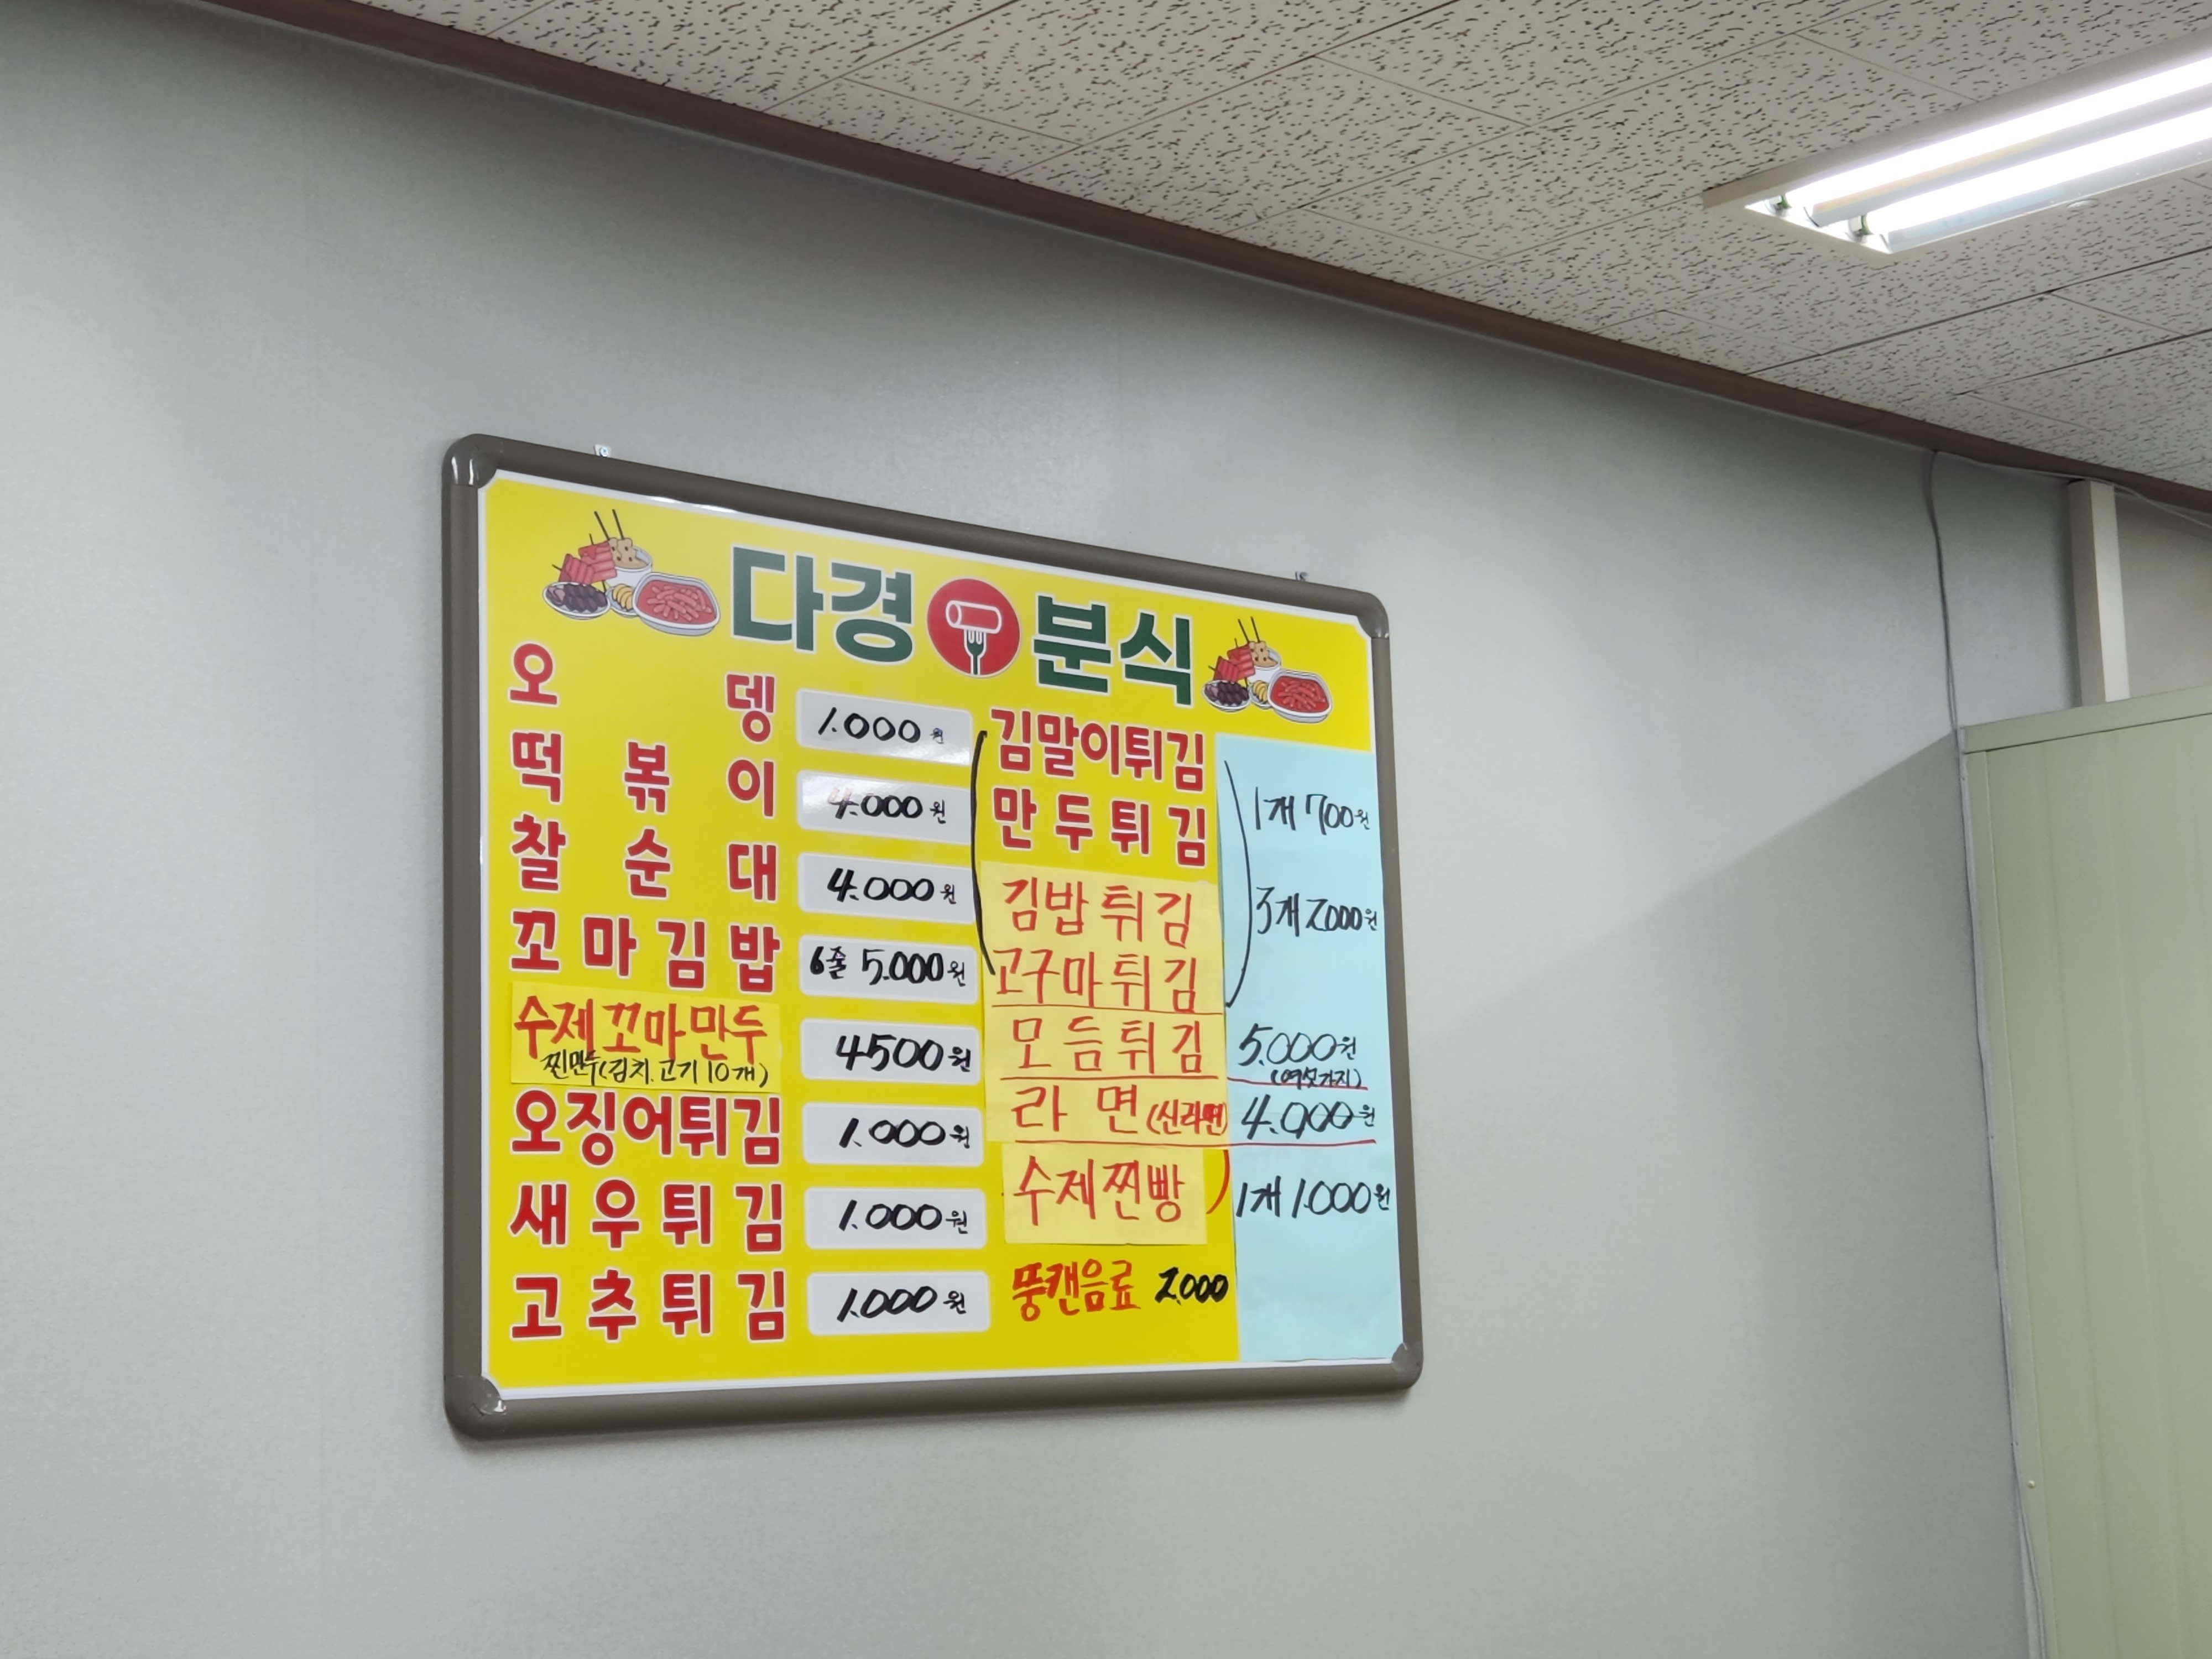 다경 분식
오뎅 1.000원
떡볶이 4.000원
찰순대 4.000원
꼬마김밥 6줄 5.000원
수제꼬마만두 4500원
찐만두(김치.고기10개)
오징어튀김 1.000원
새우튀김 1.000원
고추튀김 1.000원
김말이튀김
만두튀김
김밥튀김
고구마튀김
1개 700원
3개 2000원
모듬튀김 5.000원
(여섯가지)
라면(신라면) 4.000원
수제찐빵 1개 1.000원
뚱캔음료 2.000